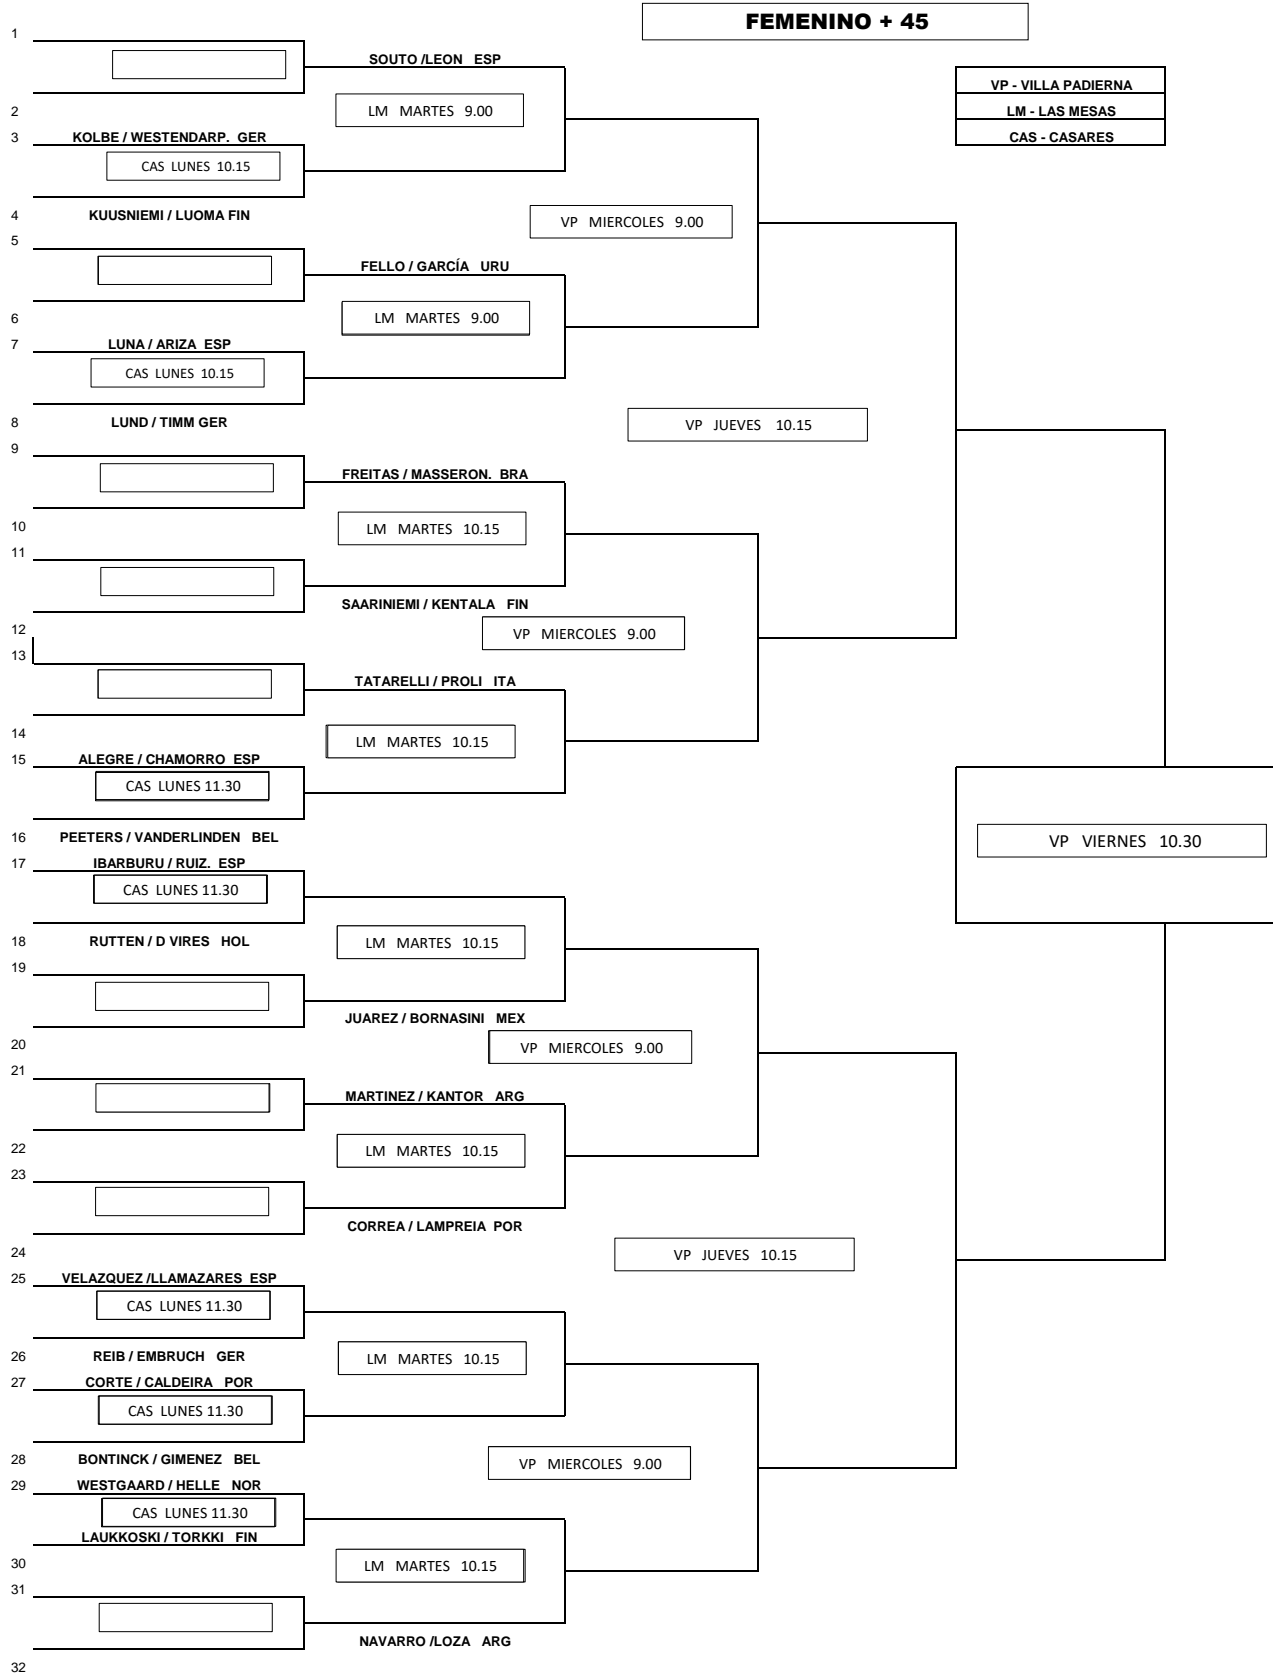 FEMENINO + 45
1
SOUTO /LEON ESP
VP - VILLA PADIERNA
2
LM MARTES 9.00
LM - LAS MESAS
3
KOLBE / WESTENDARP. GER
CAS - CASARES
CAS LUNES 10.15
4
KUUSNIEMI / LUOMA FIN
VP MIERCOLES 9.00
5
FELLO / GARCÍA URU
6
LM MARTES 9.00
7
LUNA / ARIZA ESP
CAS LUNES 10.15
8
LUND / TIMM GER
VP JUEVES 10.15
9
FREITAS / MASSERON. BRA
10
LM MARTES 10.15
11
SAARINIEMI / KENTALA FIN
12
VP MIERCOLES 9.00
13
TATARELLI / PROLI ITA
14
LM MARTES 10.15
15
ALEGRE / CHAMORRO ESP
CAS LUNES 11.30
16
PEETERS / VANDERLINDEN BEL
VP VIERNES 10.30
17
IBARBURU / RUIZ. ESP
CAS LUNES 11.30
18
RUTTEN / D VIRES HOL
LM MARTES 10.15
19
JUAREZ / BORNASINI MEX
20
VP MIERCOLES 9.00
21
MARTINEZ / KANTOR ARG
22
LM MARTES 10.15
23
CORREA / LAMPREIA POR
24
VP JUEVES 10.15
25
VELAZQUEZ /LLAMAZARES ESP
CAS LUNES 11.30
26
REIB / EMBRUCH GER
LM MARTES 10.15
27
CORTE / CALDEIRA POR
CAS LUNES 11.30
28
BONTINCK / GIMENEZ BEL
VP MIERCOLES 9.00
29
WESTGAARD / HELLE NOR
CAS LUNES 11.30
LAUKKOSKI / TORKKI FIN
30
LM MARTES 10.15
31
NAVARRO /LOZA ARG
32